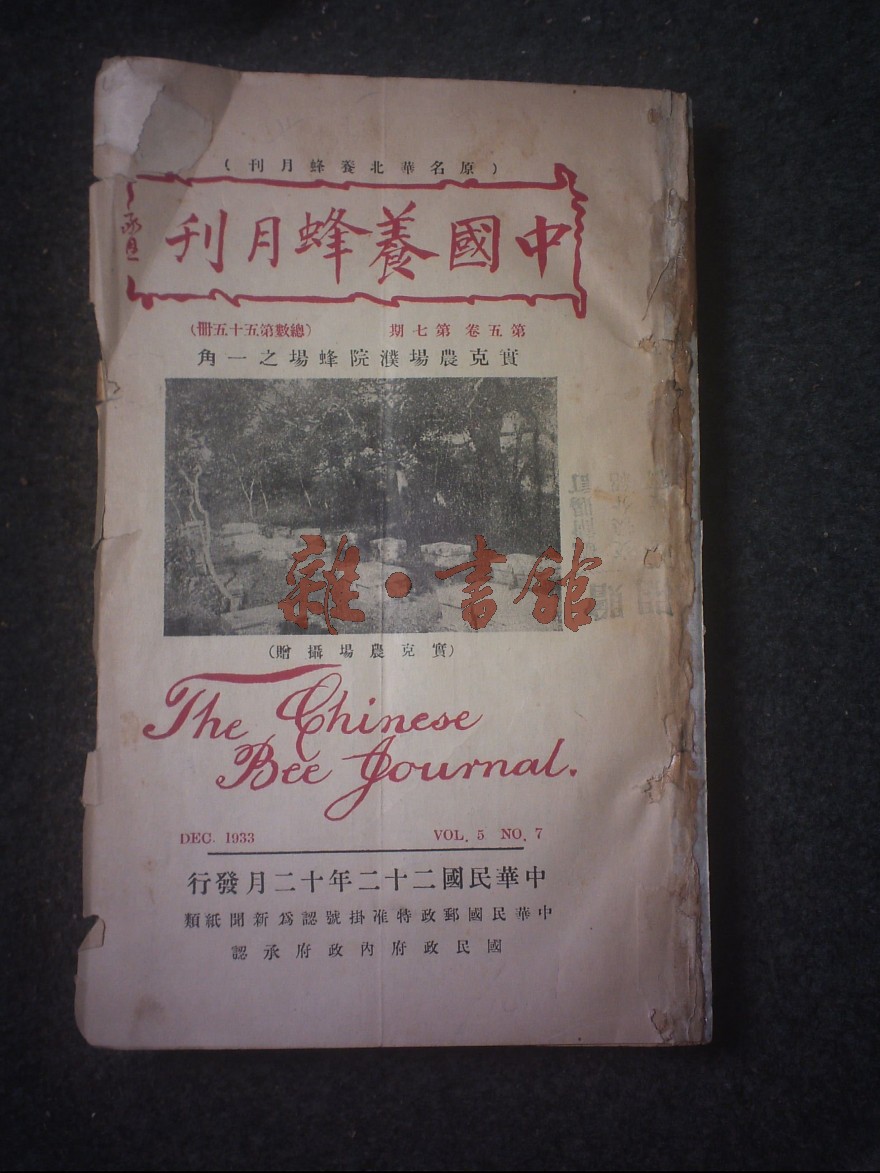 （原名華北養蜂月刊）
中國養蜂月刊
第五卷第七期（總數第五十五冊）
實克農場濮院蜂場之一角
雜·書館
（實克農場攝贈）
The Chinese
Bee Journal.
DEC. 1933 VOL. 5 NO. 7
中華民國二十二年十二月發行
中華民國郵政特准掛號認爲新聞紙類
國民政府內政府承認